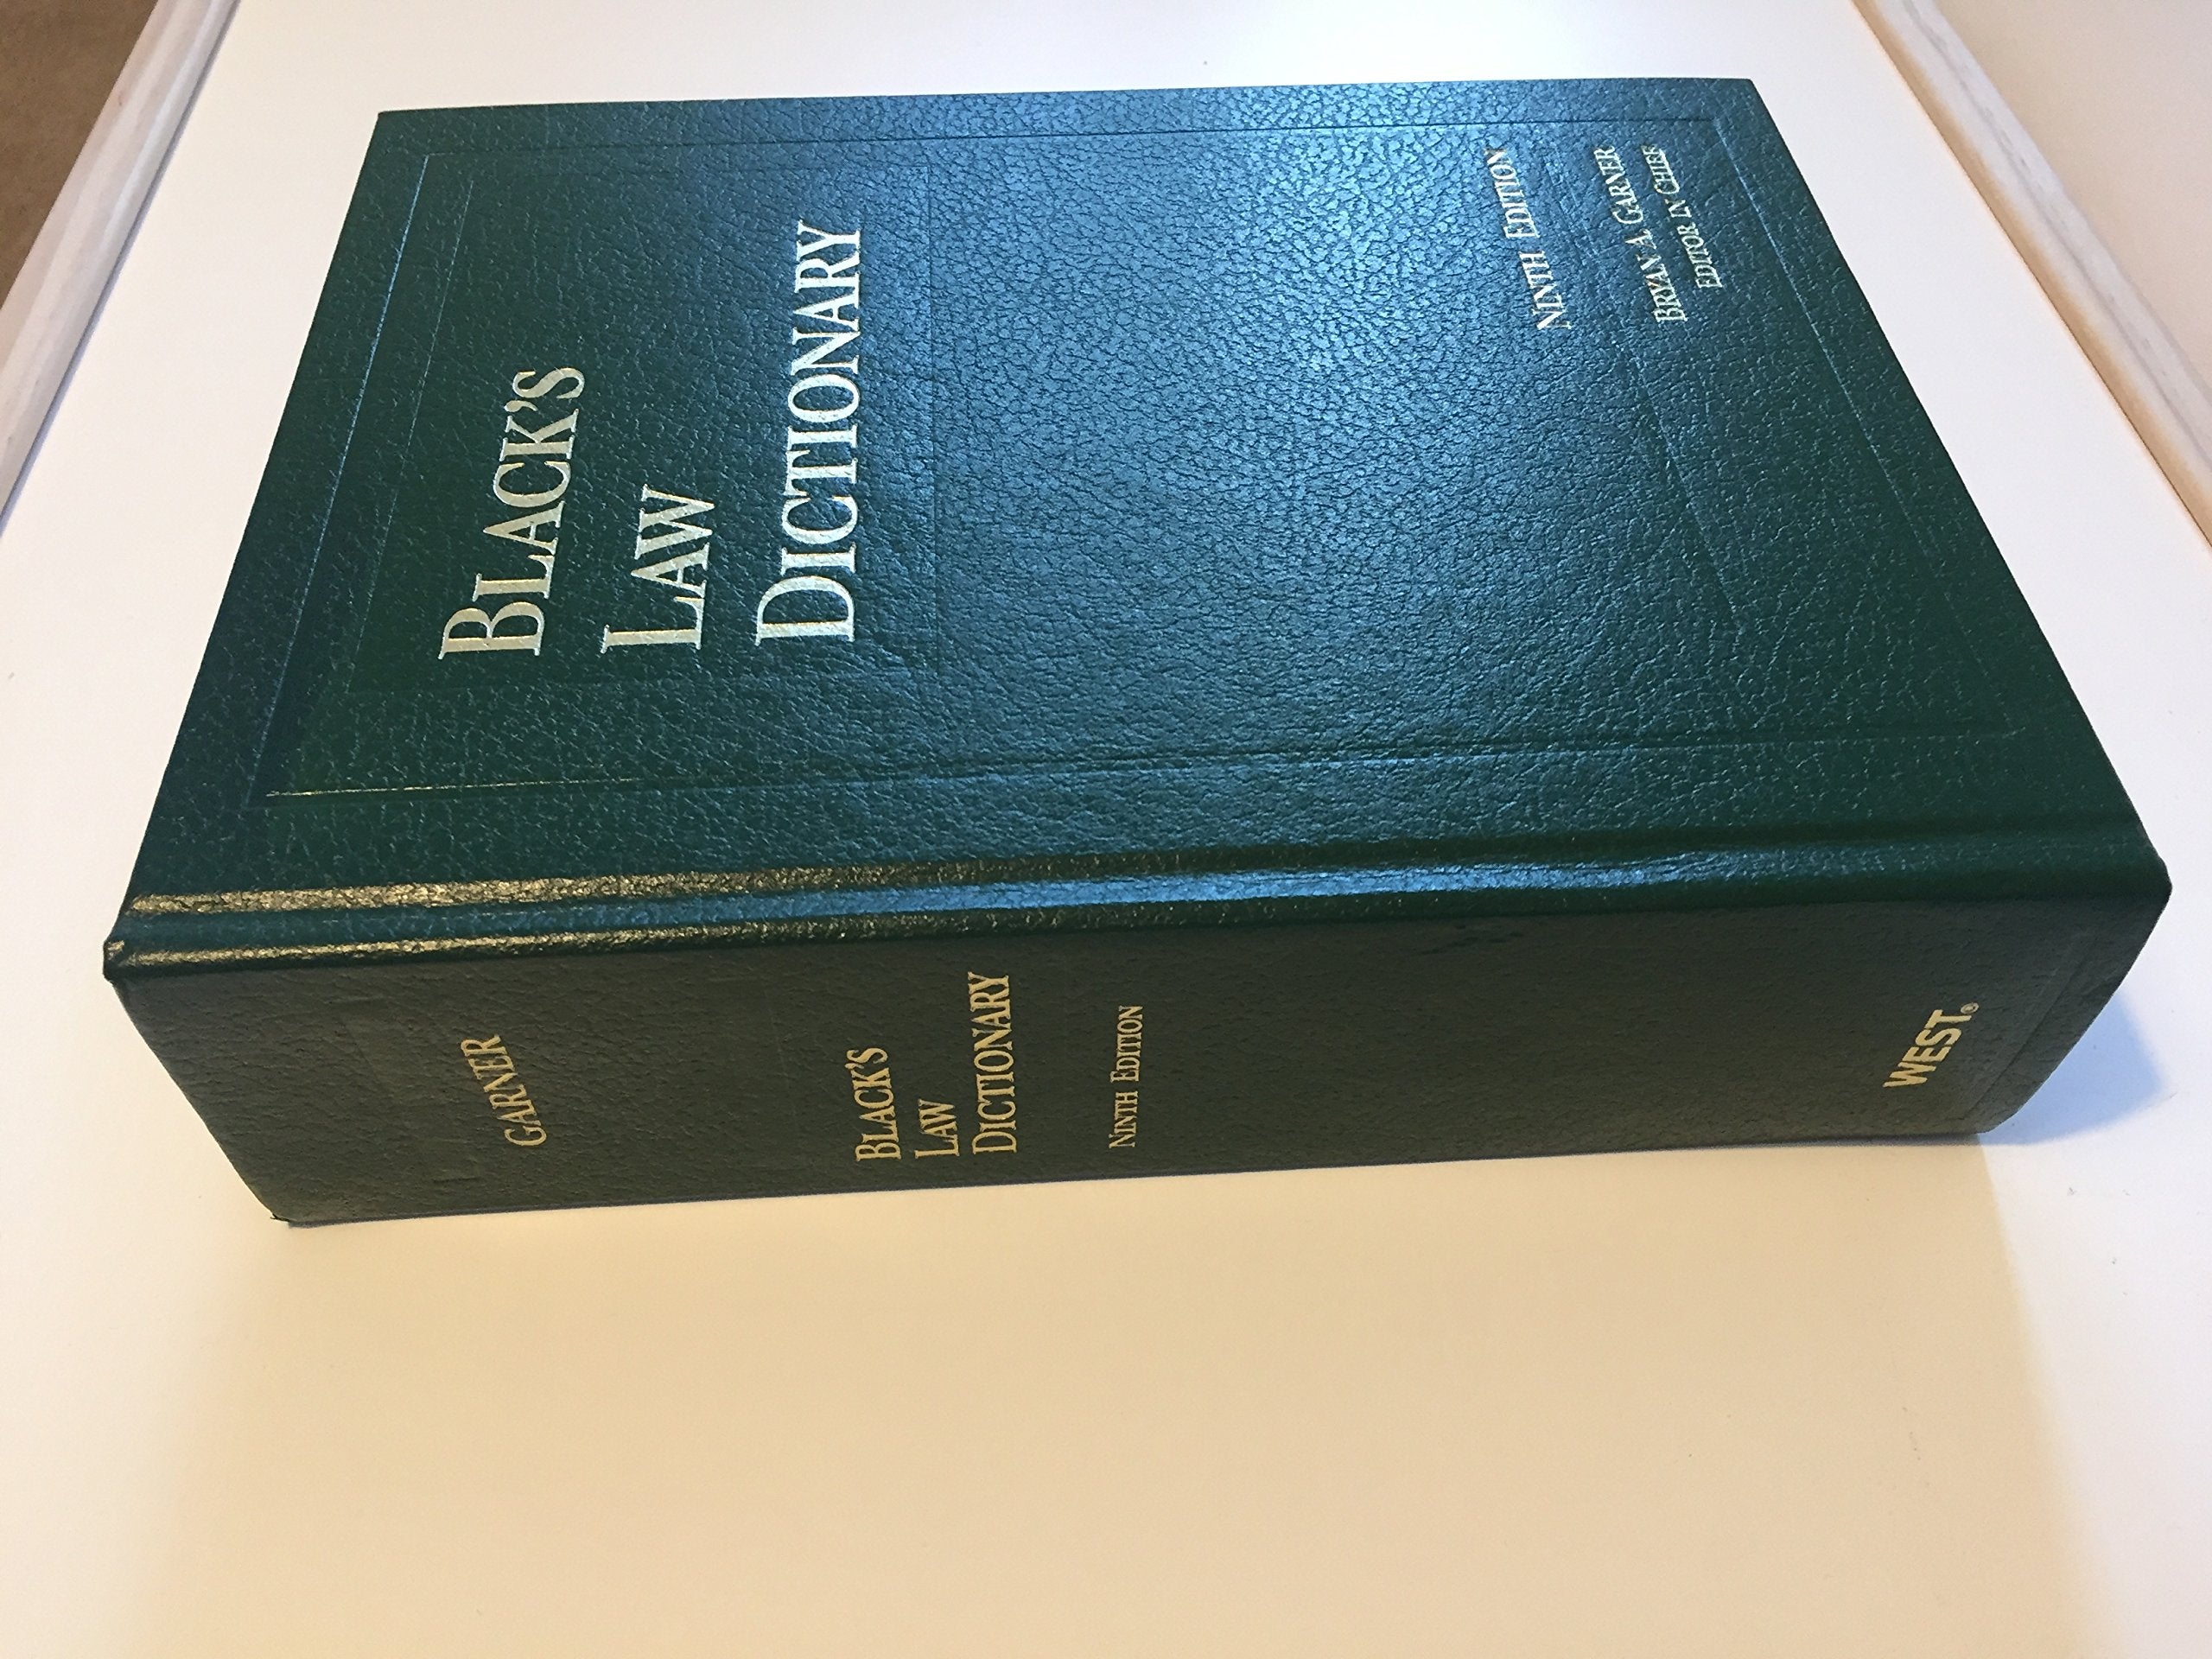 BLACK'S
LAW
DICTIONARY
NINTH EDITION
BRYAN A. GARNER
EDITOR IN CHIEF
GARNER
BLACK'S
LAW
DICTIONARY
NINTH EDITION
WEST®